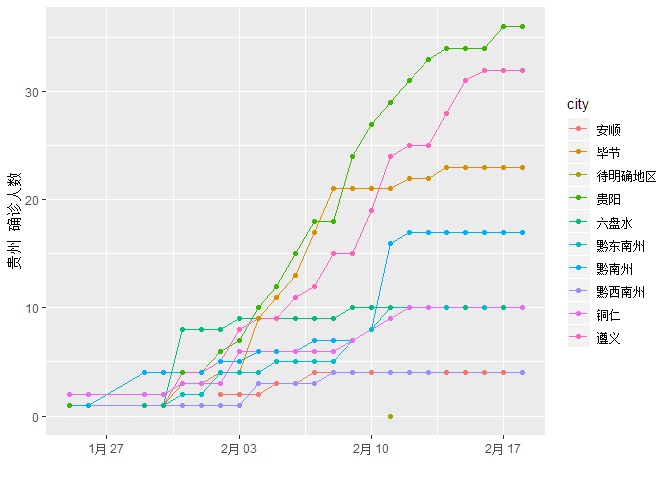 贵州 确诊人数
30
20
10
0
1月 27
2月 03
2月 10
2月 17
city
安顺
毕节
待明确地区
贵阳
六盘水
黔东南州
黔南州
黔西南州
铜仁
遵义